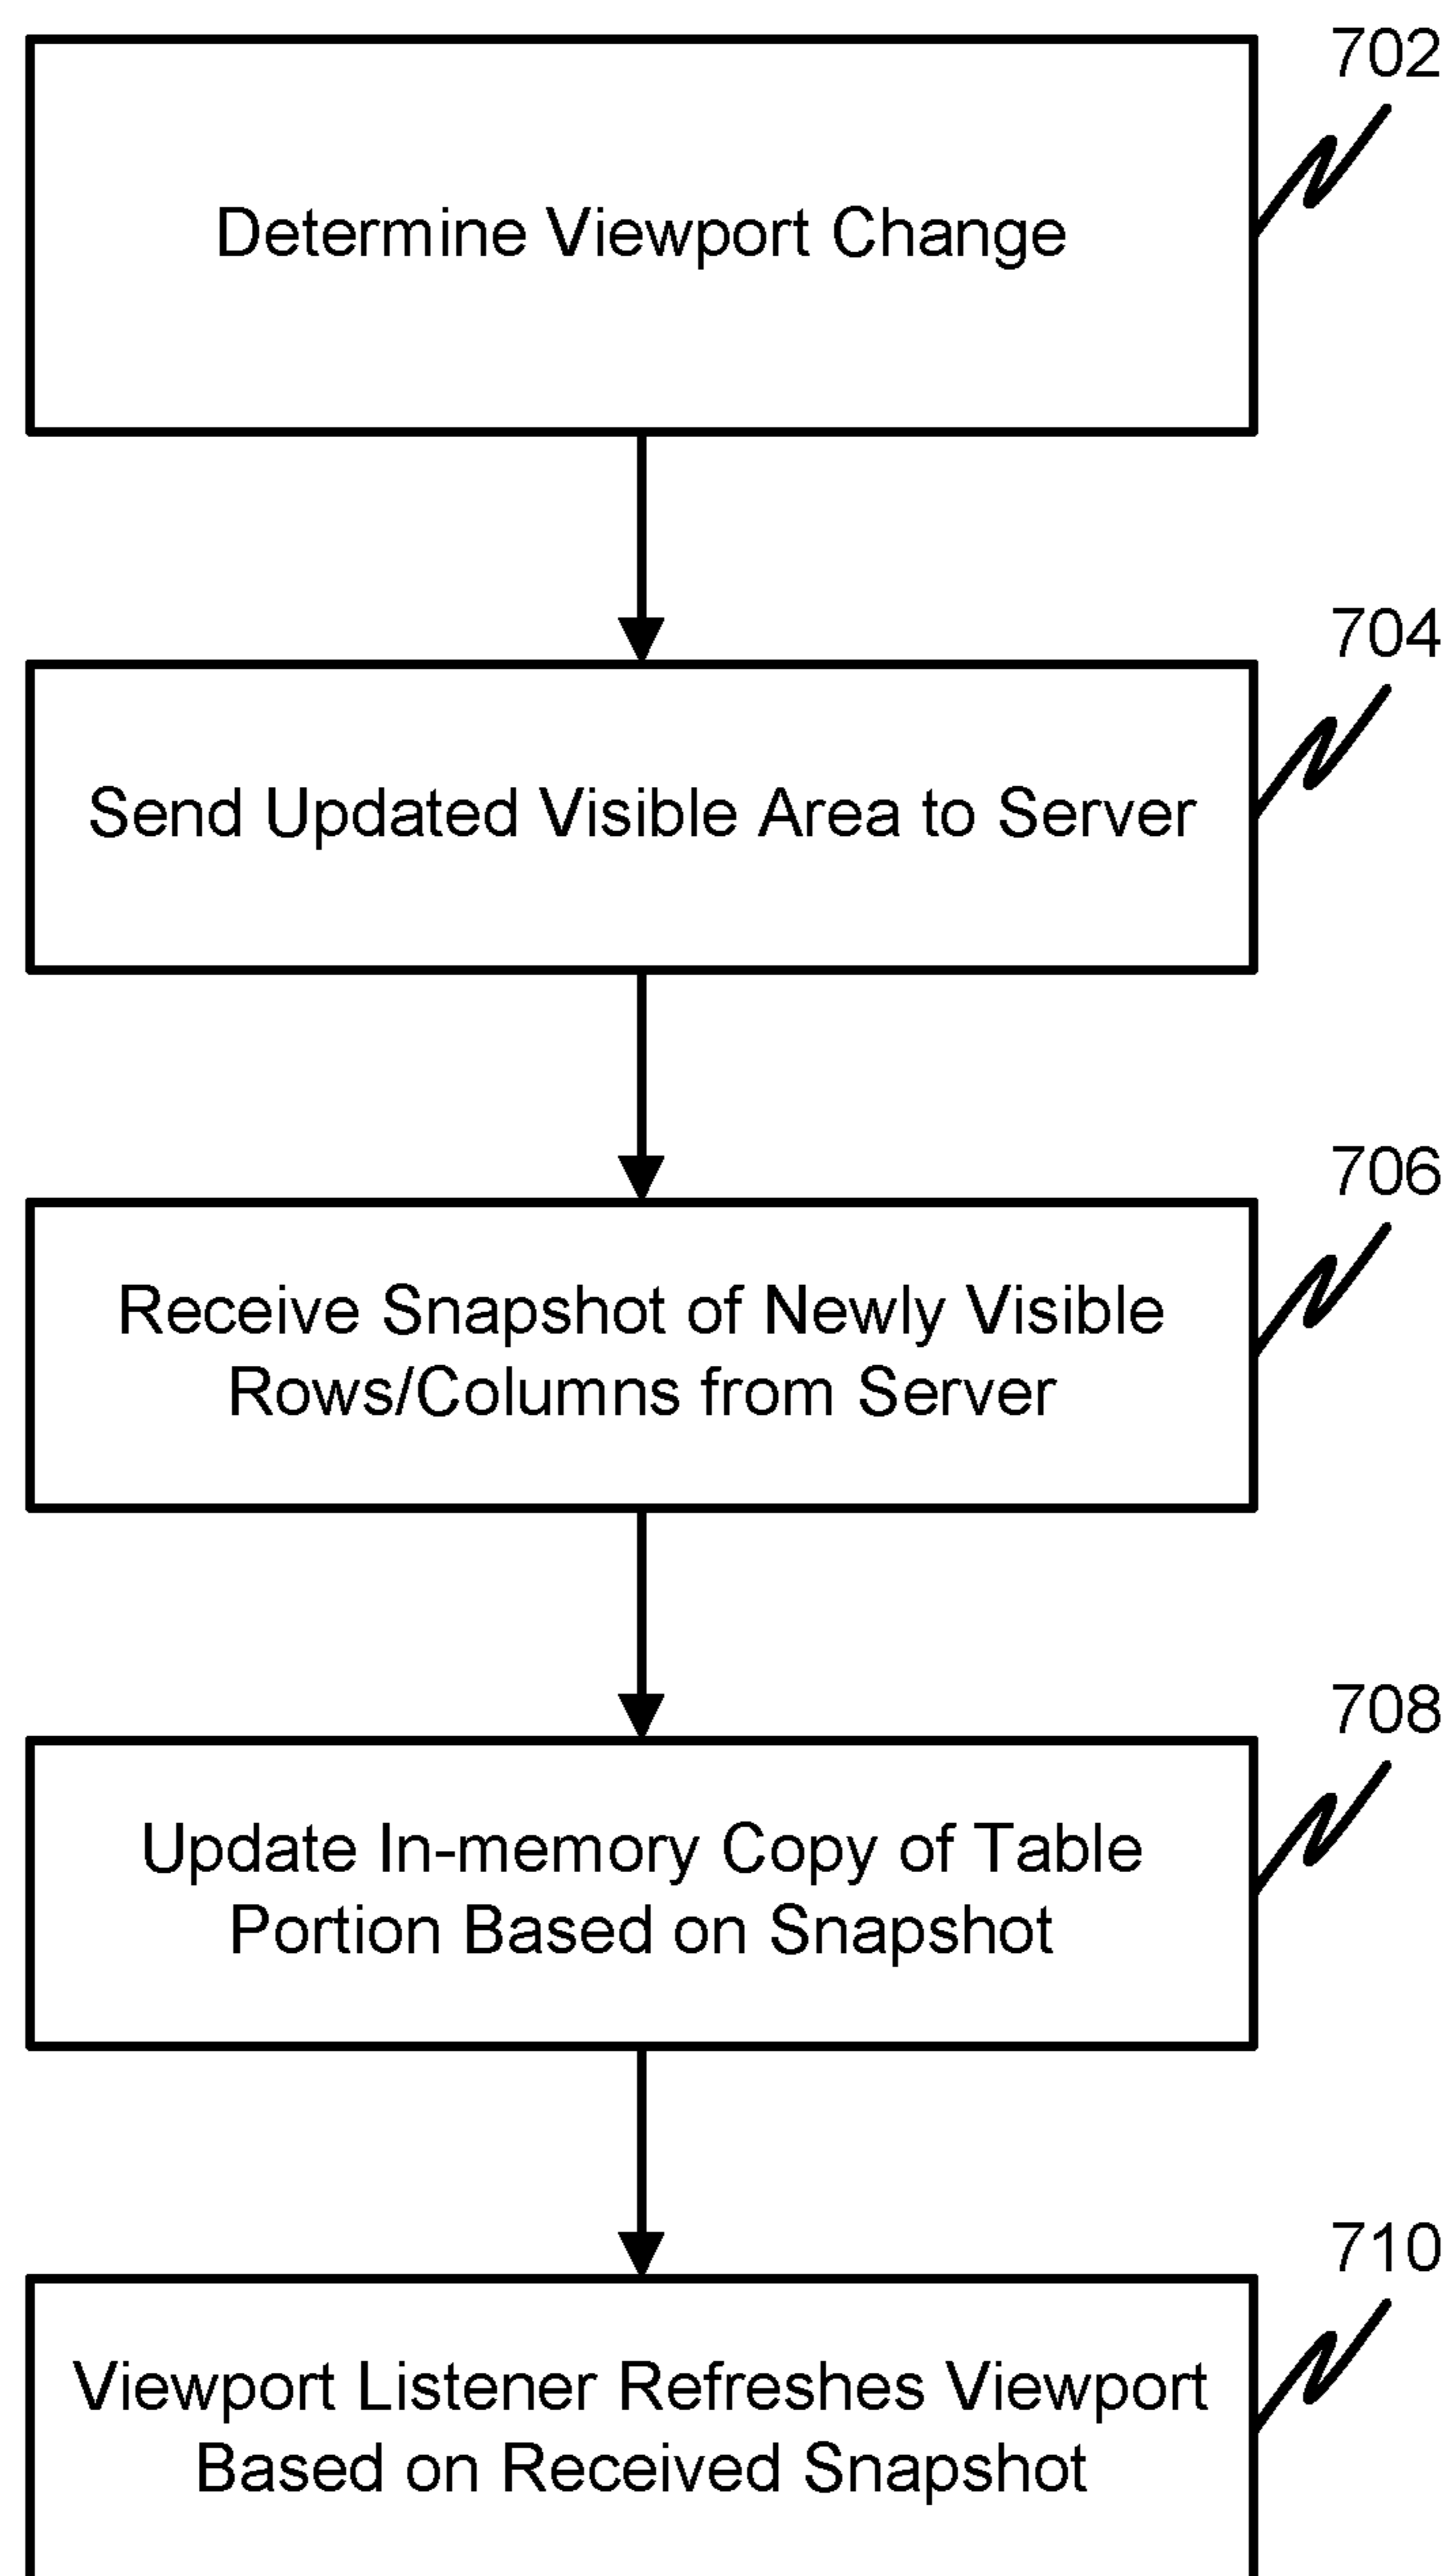 702
Determine Viewport Change
704
Send Updated Visible Area to Server
706
Receive Snapshot of Newly Visible
Rows/Columns from Server
708
Update In-memory Copy of Table
Portion Based on Snapshot
710
Viewport Listener Refreshes Viewport
Based on Received Snapshot